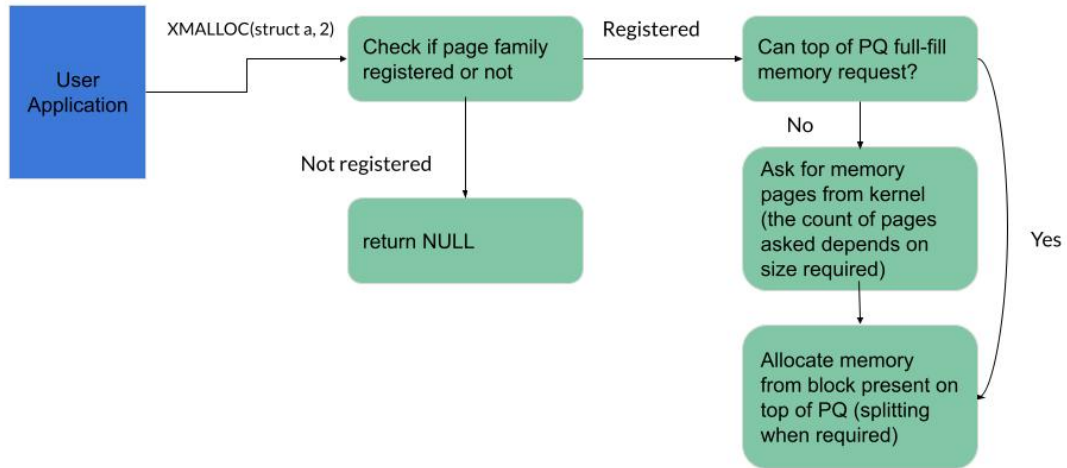 User
Application
XMALLOC(struct a, 2)
Check if page family
registered or not
Registered
Can top of PQ full-fill
memory request?
Not registered
return NULL
No
Ask for memory
pages from kernel
(the count of pages
asked depends on
size required)
Yes
Allocate memory
from block present on
top of PQ (splitting
when required)